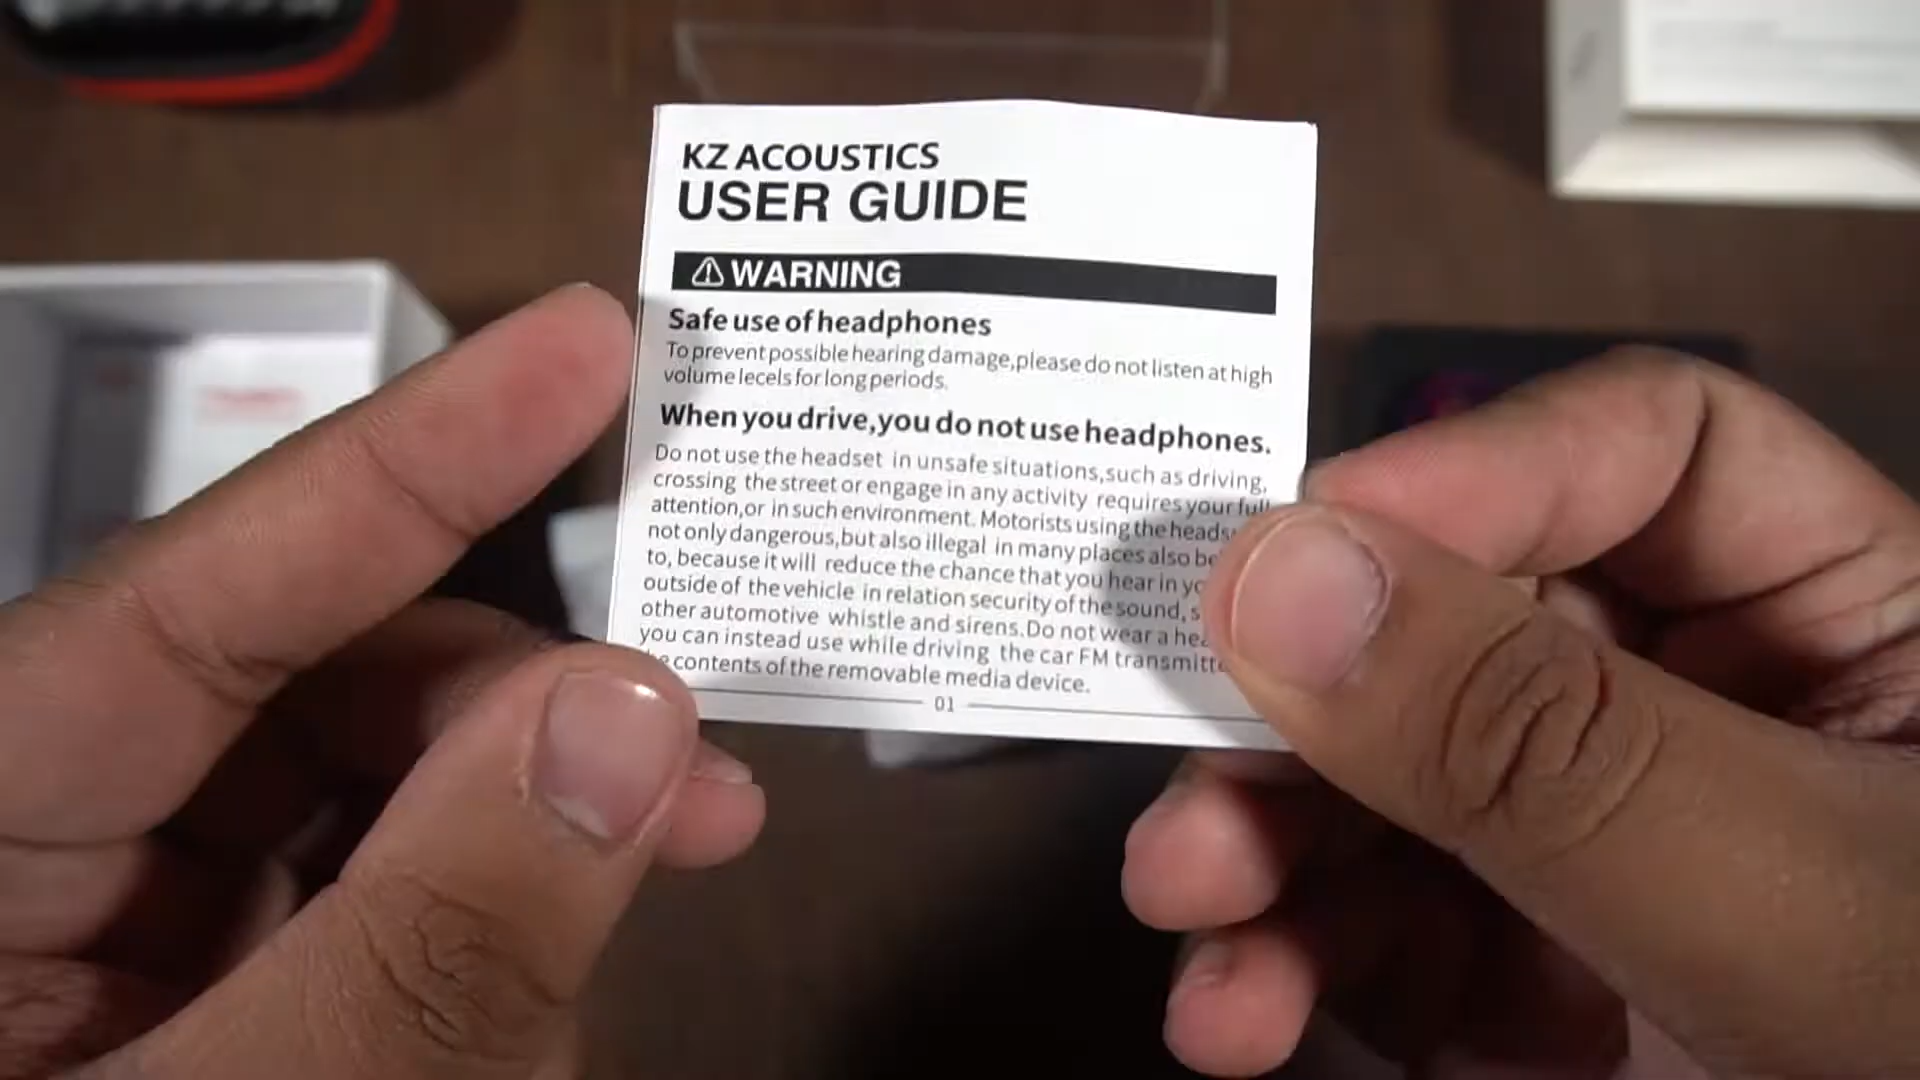 KZ ACOUSTICS
USER GUIDE
WARNING
Safe use of headphones
To prevent possible hearing damage,please do not listen at high
volume lecels for long periods.
When you drive,you do not use headphones.
Do not use the headset in unsafe situations,such as driving,
crossing the street or engage in any activity requires your full
attention,or in such environment. Motorists using the
not only dangerous,but also illegal in many places also
to, because it will reduce the chance that you hear in
outside of the vehicle in relation security of the sound,
other automotive whistle and sirens.Do not wear a
you can instead use while driving the car FM
contents of the removable media device.
01